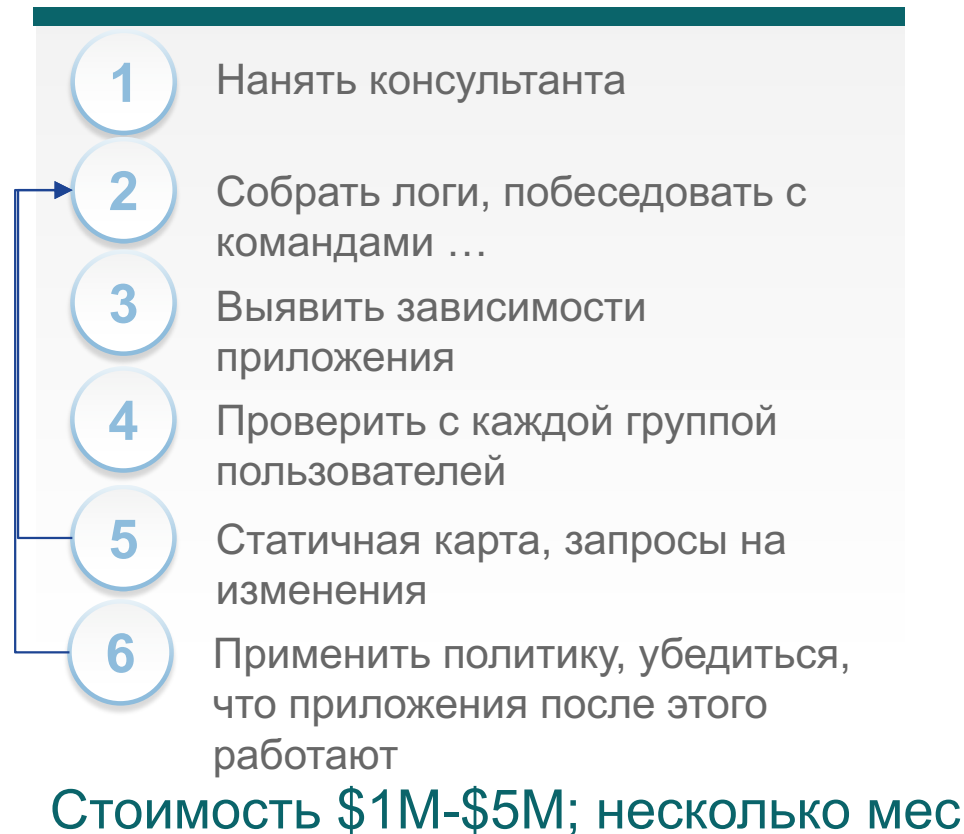 1
Нанять консультанта
2
Собрать логи, побеседовать с
командами …
3
Выявить зависимости
приложения
4
Проверить с каждой группой
пользователей
5
Статичная карта, запросы на
изменения
6
Применить политику, убедиться,
что приложения после этого
работают
Стоимость $1M-$5M; несколько мес